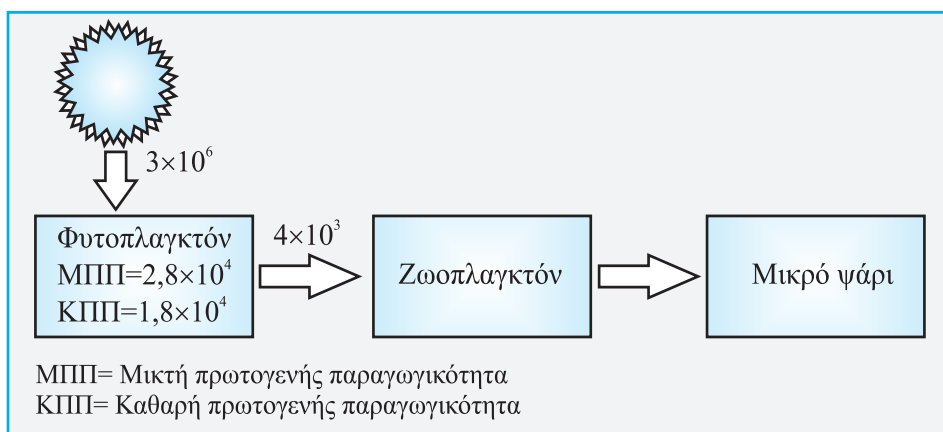 3×10⁶
Φυτοπλαγκτόν
ΜΠΠ=2,8×10⁴
ΚΠΠ=1,8×10⁴
4×10³
Ζωοπλαγκτόν
Μικρό ψάρι
ΜΠΠ= Μικτή πρωτογενής παραγωγικότητα
ΚΠΠ= Καθαρή πρωτογενής παραγωγικότητα